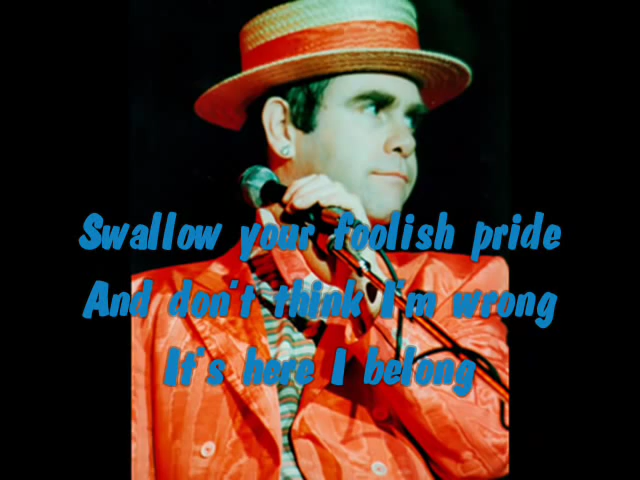 Swallow your foolish pride
And don't think I'm wrong
It's here I belong